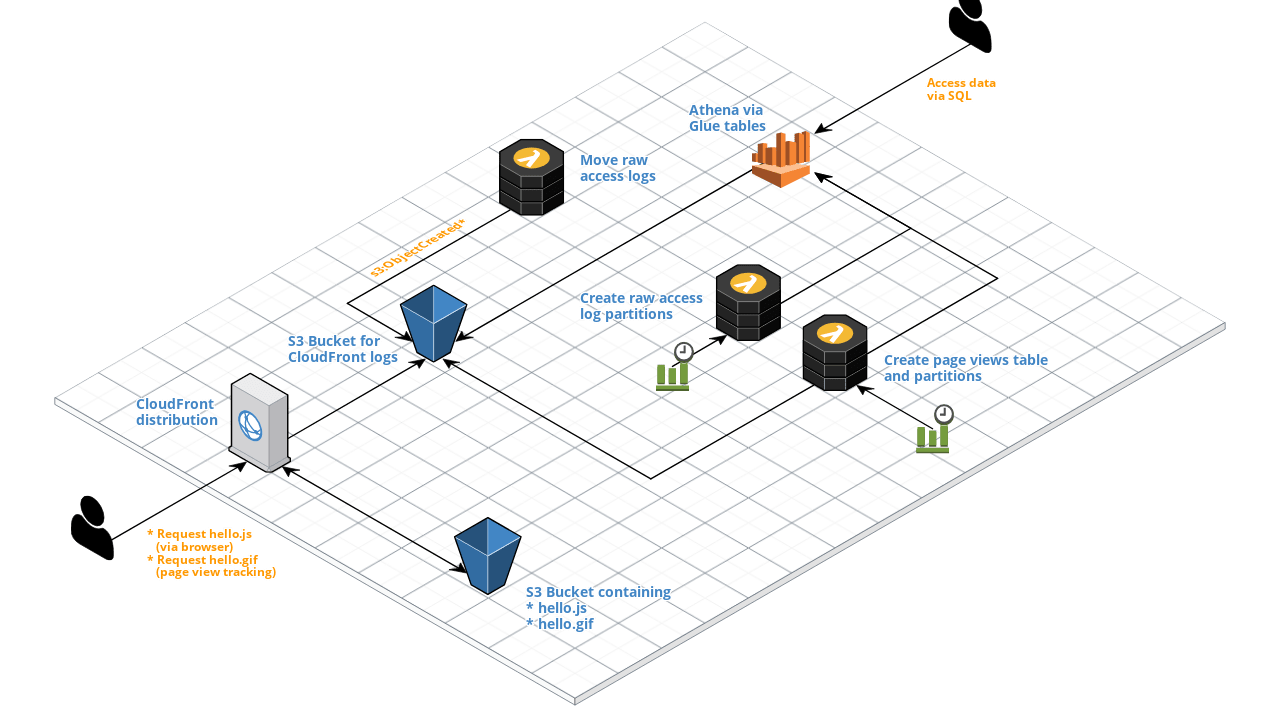 Access data
via SQL
Athena via
Glue tables
Move raw
access logs
s3:ObjectCreated*
Create raw access
log partitions
S3 Bucket for
CloudFront logs
Create page views table
and partitions
CloudFront
distribution
* Request hello.js
(via browser)
* Request hello.gif
(page view tracking)
S3 Bucket containing
* hello.js
* hello.gif